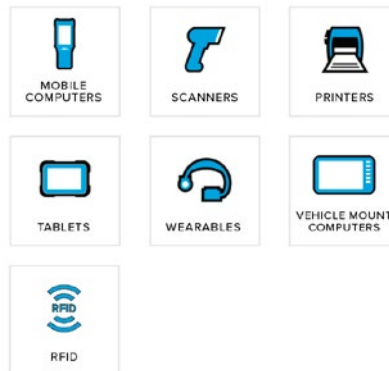 MOBILE
COMPUTERS
SCANNERS
PRINTERS
TABLETS
WEARABLES
VEHICLE MOUNT
COMPUTERS
RFID
RFID